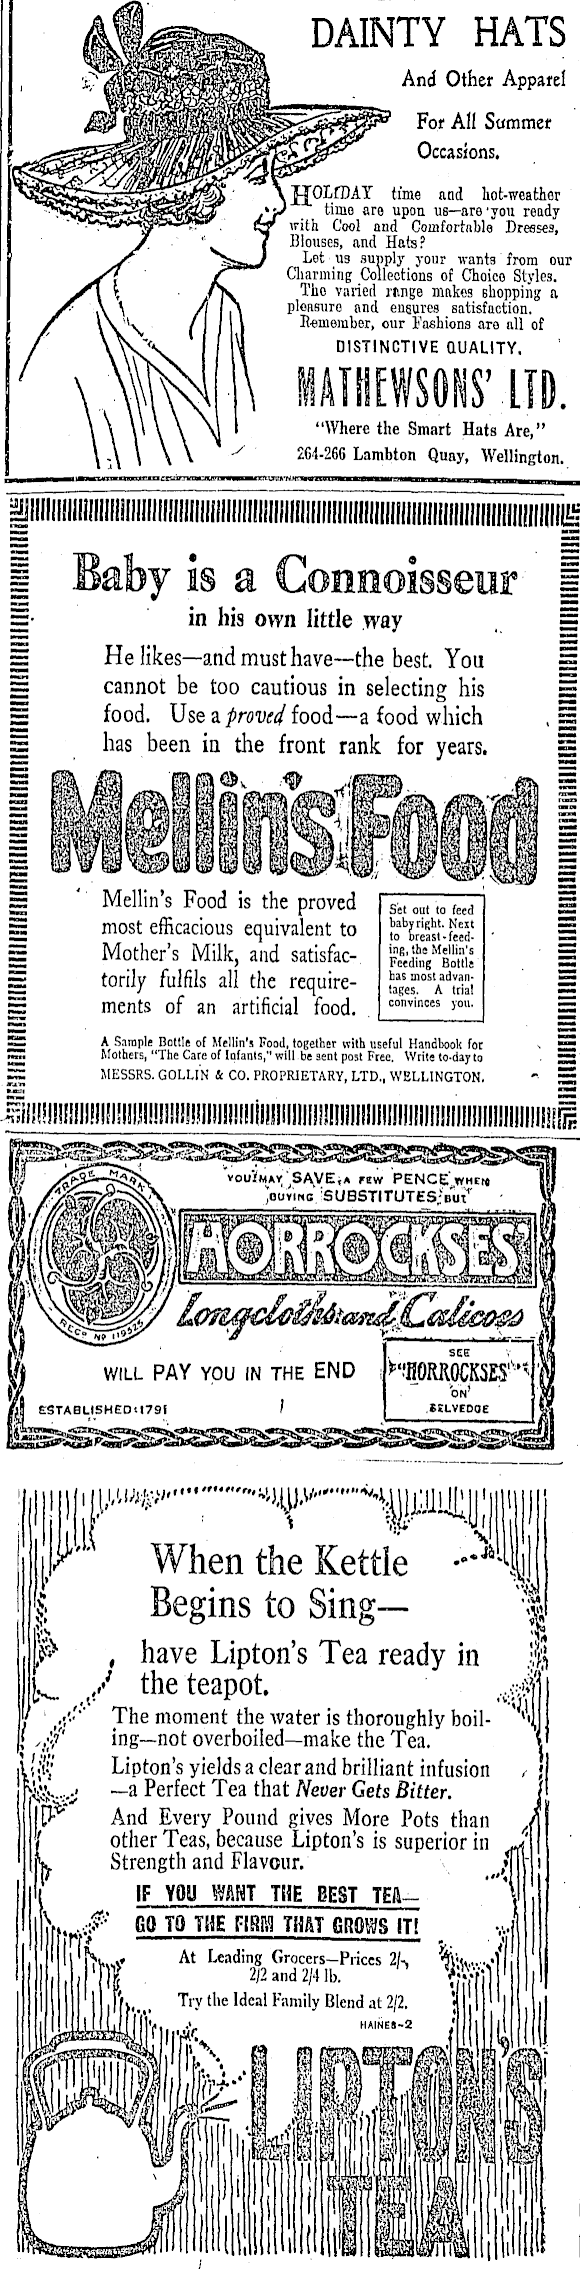 DAINTY HATS
And Other Apparel
For All Summer
Occasions.
HOLIDAY time and hot-weather
time are upon us—are you ready
with Cool and Comfortable Dresses,
Blouses, and Hats?
Let us supply your wants from our
Charming Collections of Choice Styles.
The varied range makes shopping a
pleasure and ensures satisfaction.
Remember, our Fashions are all of
DISTINCTIVE QUALITY.
MATHEWSONS' LTD.
"Where the Smart Hats Are,"
264-266 Lambton Quay, Wellington.
Baby is a Connoisseur
in his own little way
He likes—and must have—the best. You
cannot be too cautious in selecting his
food. Use a proved food—a food which
has been in the front rank for years.
Mellin's Food
Mellin's Food is the proved
most efficacious equivalent to
Mother's Milk, and satisfac-
torily fulfils all the require-
ments of an artificial food.
Set out to feed
baby right. Next
to breast-feed-
ing, the Mellin's
Feeding Bottle
has most advan-
tages. A trial
convinces you.
A Sample Bottle of Mellin's Food, together with useful Handbook for
Mothers, "The Care of Infants," will be sent post Free. Write to-day to
MESSRS. GOLLIN & CO. PROPRIETARY, LTD., WELLINGTON.
TRADE MARK
REGD No 119525
YOU MAY SAVE A FEW PENCE WHEN
BUYING SUBSTITUTES, BUT
HORROCKSES'
Longcloths and Calicoes
WILL PAY YOU IN THE END
ESTABLISHED 1791
SEE
"HORROCKSES"
ON
SELVEDGE
When the Kettle
Begins to Sing—
have Lipton's Tea ready in
the teapot.
The moment the water is thoroughly boil-
ing—not overboiled—make the Tea.
Lipton's yields a clear and brilliant infusion
—a Perfect Tea that Never Gets Bitter.
And Every Pound gives More Pots than
other Teas, because Lipton's is superior in
Strength and Flavour.
IF YOU WANT THE BEST TEA—
GO TO THE FIRM THAT GROWS IT!
At Leading Grocers—Prices 2/-,
2/2 and 2/4 lb.
Try the Ideal Family Blend at 2/2.
HAINES-2
LIPTON'S
TEA